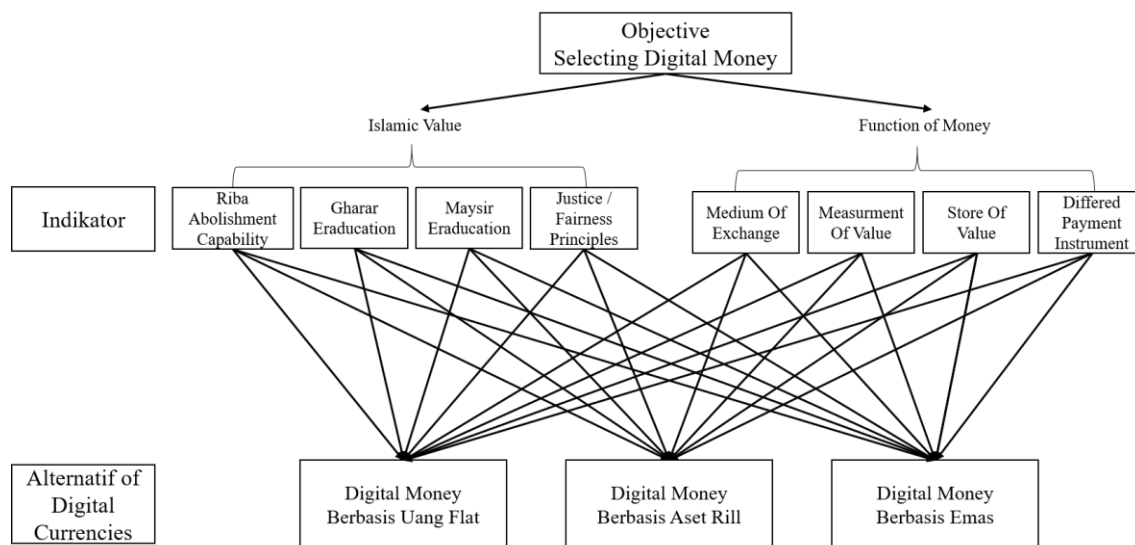 Objective
Selecting Digital Money
Islamic Value
Function of Money
Indikator
Riba
Abolishment
Capability
Gharar
Eraducation
Maysir
Eraducation
Justice /
Fairness
Principles
Medium Of
Exchange
Measurment
Of Value
Store Of
Value
Differed
Payment
Instrument
Alternatif of
Digital
Currencies
Digital Money
Berbasis Uang Flat
Digital Money
Berbasis Aset Rill
Digital Money
Berbasis Emas